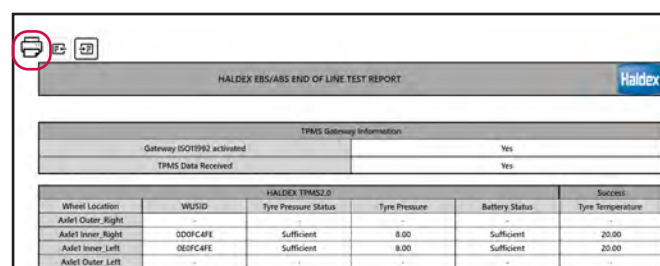 HALDEX EBS/ABS END OF LINE TEST REPORT
Haldex
TPMS Gateway Information
Gateway ISO11992 activated Yes
TPMS Data Received Yes
HALDEX TPMS2.0 Success
Wheel Location WUSID Tyre Pressure Status Tyre Pressure Battery Status Tyre Temperature
Axle1 Outer_Right - - - - -
Axle1 Inner_Right 0D0FC4FE Sufficient 8.00 Sufficient 20.00
Axle1 Inner_Left 0E0FC4FE Sufficient 8.00 Sufficient 20.00
Axle1 Outer_Left - - - - -